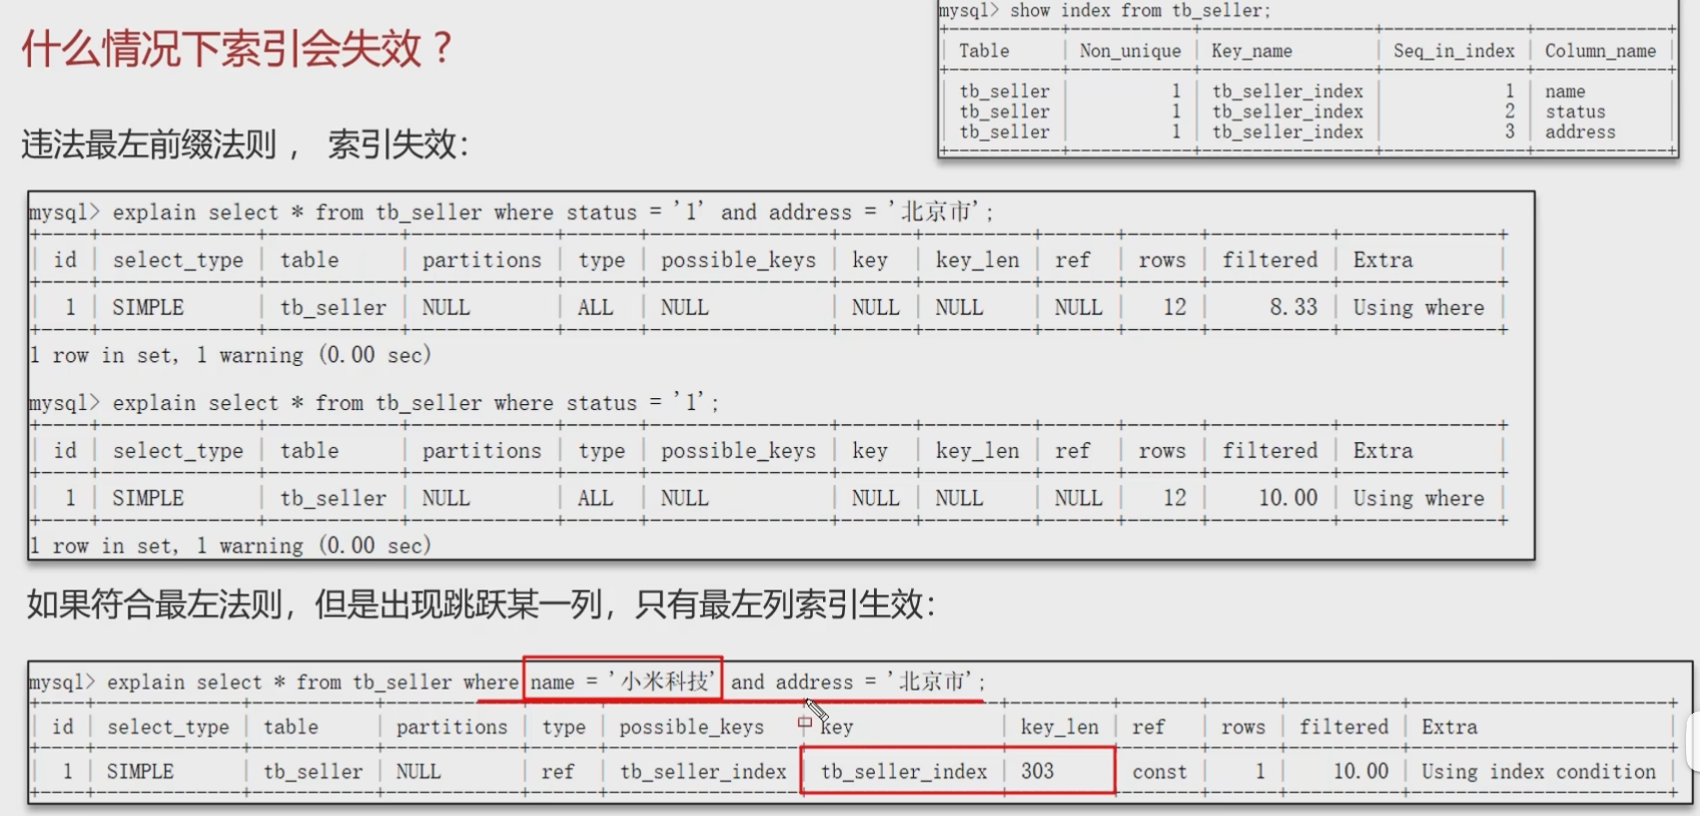 什么情况下索引会失效？
mysql> show index from tb_seller;
| Table | Non_unique | Key_name | Seq_in_index | Column_name |
| tb_seller | 1 | tb_seller_index | 1 | name |
| tb_seller | 1 | tb_seller_index | 2 | status |
| tb_seller | 1 | tb_seller_index | 3 | address |
违法最左前缀法则 ， 索引失效：
mysql> explain select * from tb_seller where status = '1' and address = '北京市';
| id | select_type | table | partitions | type | possible_keys | key | key_len | ref | rows | filtered | Extra |
| 1 | SIMPLE | tb_seller | NULL | ALL | NULL | NULL | NULL | NULL | 12 | 8.33 | Using where |
1 row in set, 1 warning (0.00 sec)
mysql> explain select * from tb_seller where status = '1';
| id | select_type | table | partitions | type | possible_keys | key | key_len | ref | rows | filtered | Extra |
| 1 | SIMPLE | tb_seller | NULL | ALL | NULL | NULL | NULL | NULL | 12 | 10.00 | Using where |
1 row in set, 1 warning (0.00 sec)
如果符合最左法则，但是出现跳跃某一列，只有最左列索引生效：
mysql> explain select * from tb_seller where name = '小米科技' and address = '北京市';
| id | select_type | table | partitions | type | possible_keys | key | key_len | ref | rows | filtered | Extra |
| 1 | SIMPLE | tb_seller | NULL | ref | tb_seller_index | tb_seller_index | 303 | const | 1 | 10.00 | Using index condition |